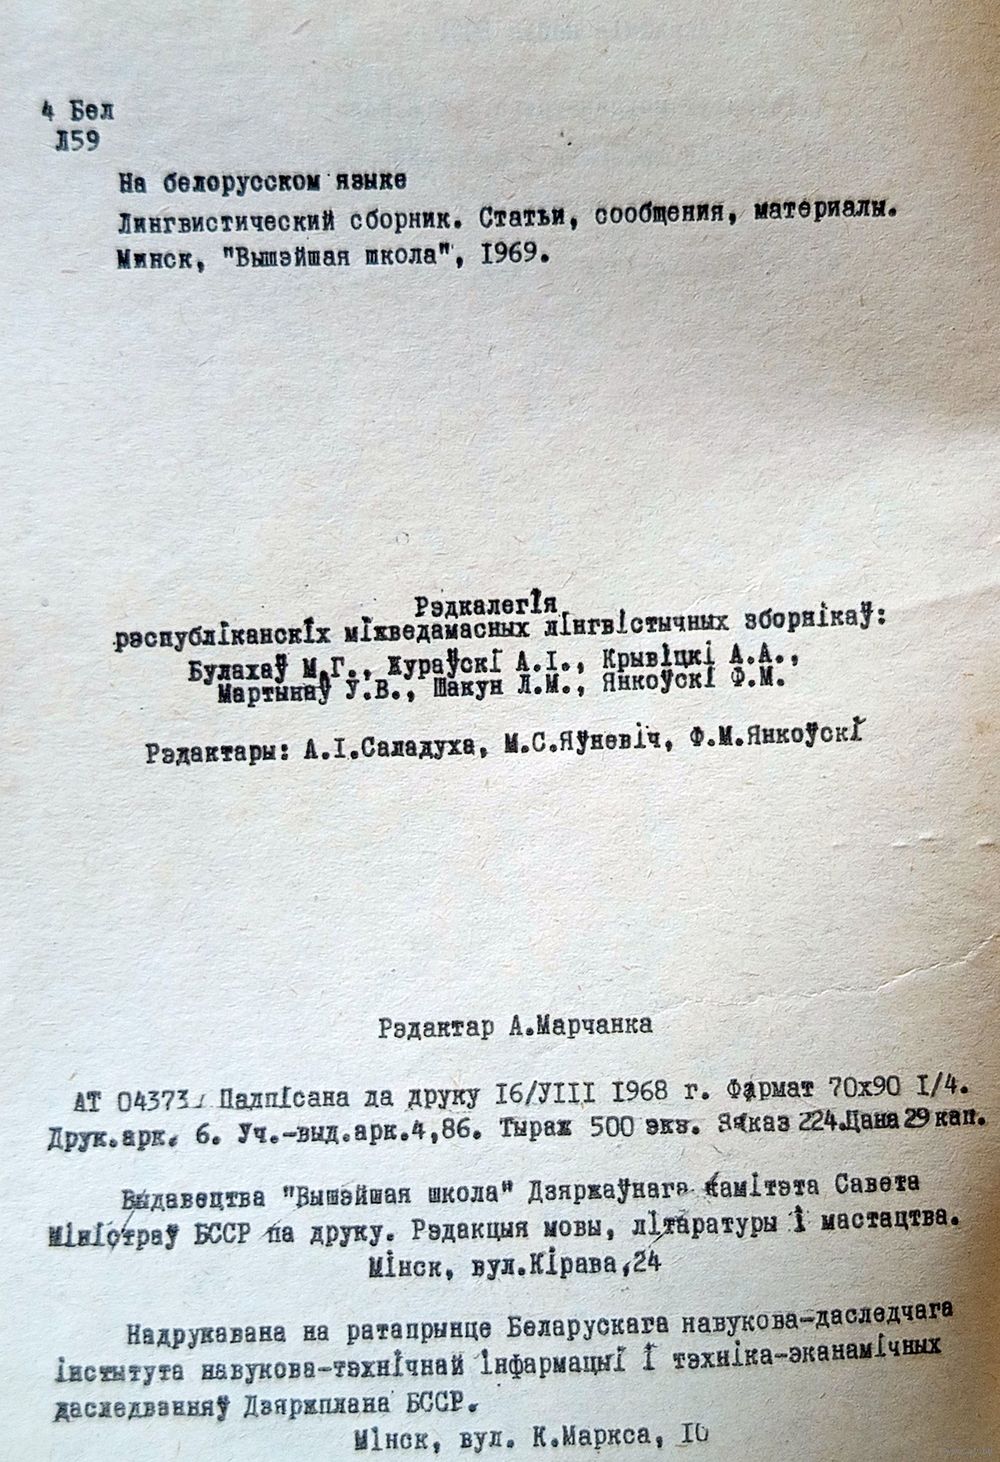 4 Бел
Л59
На белорусском языке
Лингвистический сборник. Статьи, сообщения, материалы.
Минск, "Вышэйшая школа", 1969.
Рэдкалегія
рэспубліканскіх міжведамасных лінгвістычных зборнікаў:
Булахаў М.Г., Жураўскі А.І., Крывіцкі А.А.,
Мартынаў У.В., Шакун Л.М., Янкоўскі Ф.М.
Рэдактары: А.І.Саладуха, М.С.Яўневіч, Ф.М.Янкоўскі
Рэдактар А.Марчанка
АТ 04373. Падпісана да друку 16/УIII 1968 г. Фармат 70х90 1/4.
Друк.арк. 6. Уч.-выд.арк.4,86. Тыраж 500 экз. Заказ 224.Цана 29 кап.
Выдавецтва "Вышэйшая школа" Дзяржаўнага камітэта Савета
Міністраў БССР па друку. Рэдакцыя мовы, літаратуры і мастацтва.
Мінск, вул.Кірава,24
Надрукавана на ратапрынце Беларускага навукова-даследчага
інстытута навукова-тэхнічнай інфармацыі і тэхніка-эканамічных
даследванняў Дзяржплана БССР.
Мінск, вул. К.Маркса,